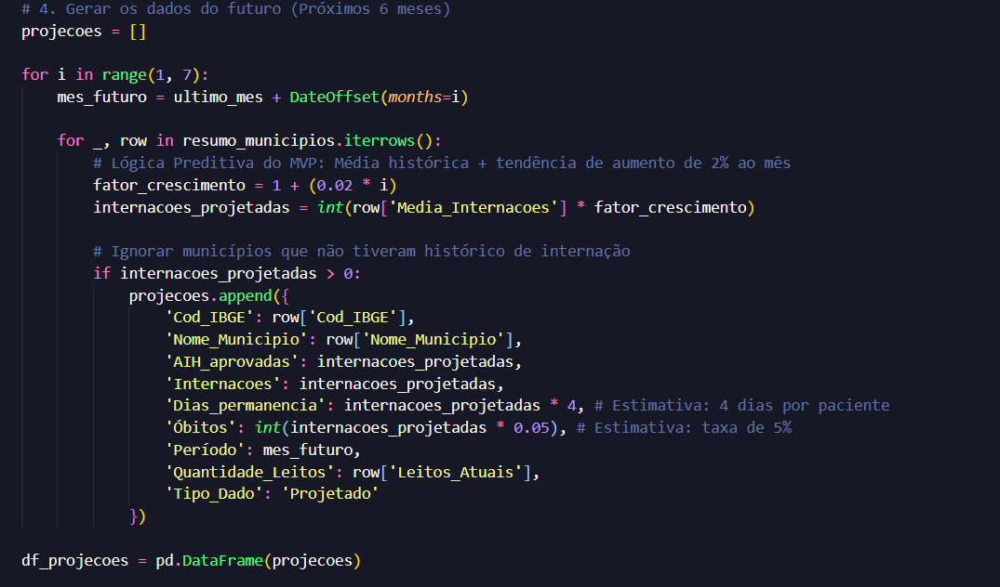 # 4. Gerar os dados do futuro (Próximos 6 meses)
projecoes = []
for i in range(1, 7):
mes_futuro = ultimo_mes + DateOffset(months=i)
for _, row in resumo_municipios.iterrows():
# Lógica Preditiva do MVP: Média histórica + tendência de aumento de 2% ao mês
fator_crescimento = 1 + (0.02 * i)
internacoes_projetadas = int(row['Media_Internacoes'] * fator_crescimento)
# Ignorar municípios que não tiveram histórico de internação
if internacoes_projetadas > 0:
projecoes.append({
'Cod_IBGE': row['Cod_IBGE'],
'Nome_Municipio': row['Nome_Municipio'],
'AIH_aprovadas': internacoes_projetadas,
'Internacoes': internacoes_projetadas,
'Dias_permanencia': internacoes_projetadas * 4, # Estimativa: 4 dias por paciente
'Óbitos': int(internacoes_projetadas * 0.05), # Estimativa: taxa de 5%
'Período': mes_futuro,
'Quantidade_Leitos': row['Leitos_Atuais'],
'Tipo_Dado': 'Projetado'
})
df_projecoes = pd.DataFrame(projecoes)